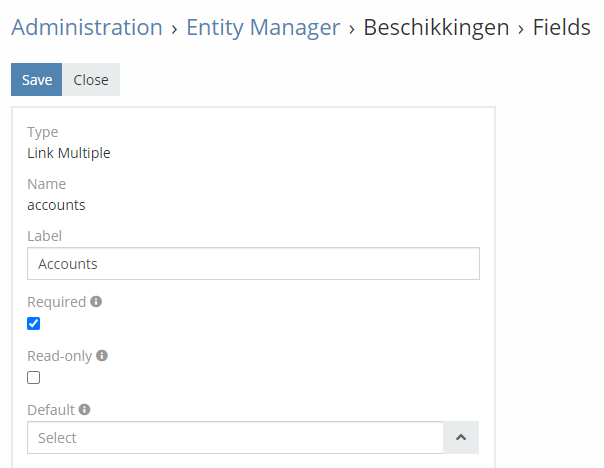 Administration › Entity Manager › Beschikkingen › Fields
Save Close
Type
Link Multiple
Name
accounts
Label
Accounts
Required
Read-only
Default
Select